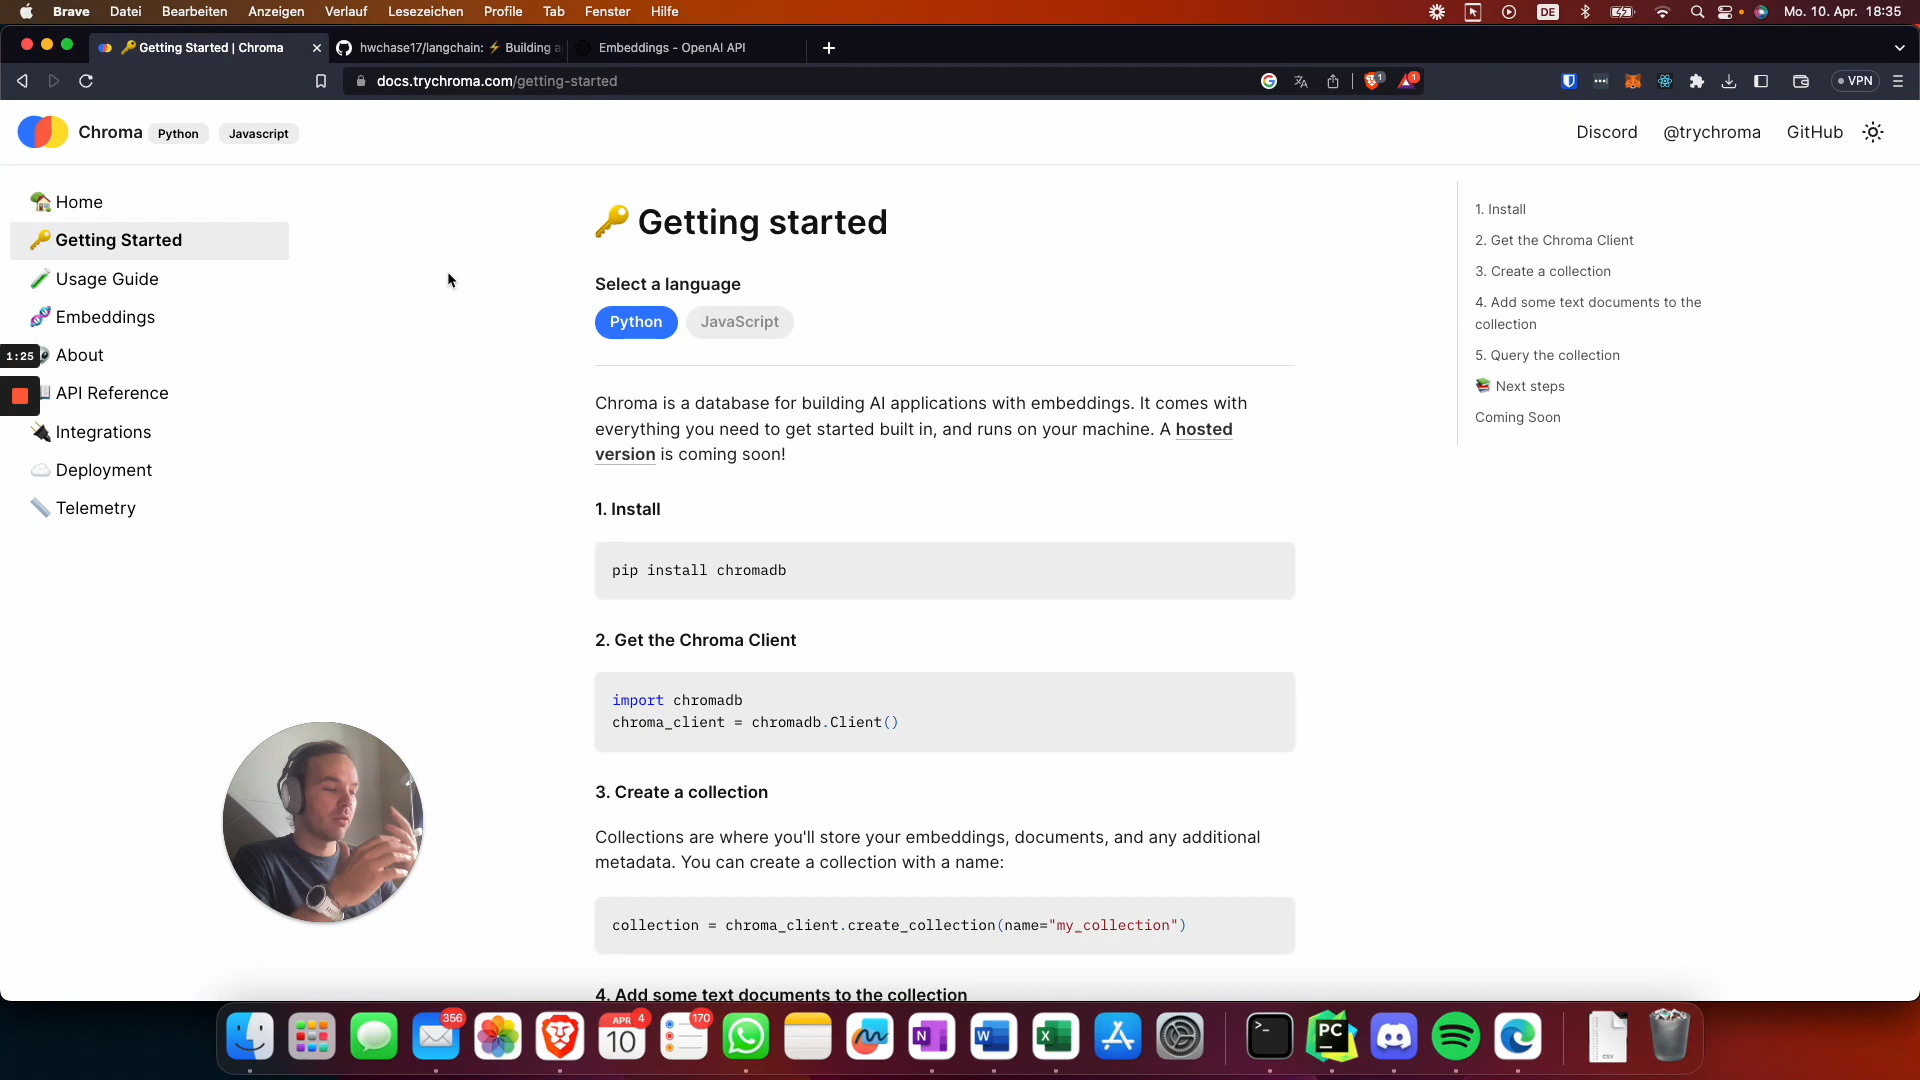 Brave Datei Bearbeiten Anzeigen Verlauf Lesezeichen Profile Tab Fenster Hilfe DE Mo. 10. Apr. 18:35
Getting Started | Chroma hwchase17/langchain: ⚡ Building a Embeddings - OpenAI API
docs.trychroma.com/getting-started 1 1 VPN
Chroma Python Javascript Discord @trychroma GitHub
Home
Getting Started
Usage Guide
Embeddings
About
API Reference
Integrations
Deployment
Telemetry
1:25
Getting started
Select a language
Python JavaScript
Chroma is a database for building AI applications with embeddings. It comes with
everything you need to get started built in, and runs on your machine. A hosted
version is coming soon!
1. Install
pip install chromadb
2. Get the Chroma Client
import chromadb
chroma_client = chromadb.Client()
3. Create a collection
Collections are where you'll store your embeddings, documents, and any additional
metadata. You can create a collection with a name:
collection = chroma_client.create_collection(name="my_collection")
4. Add some text documents to the collection
1. Install
2. Get the Chroma Client
3. Create a collection
4. Add some text documents to the
collection
5. Query the collection
Next steps
Coming Soon
356 APR 4 170
10 N W X >_ PC CSV